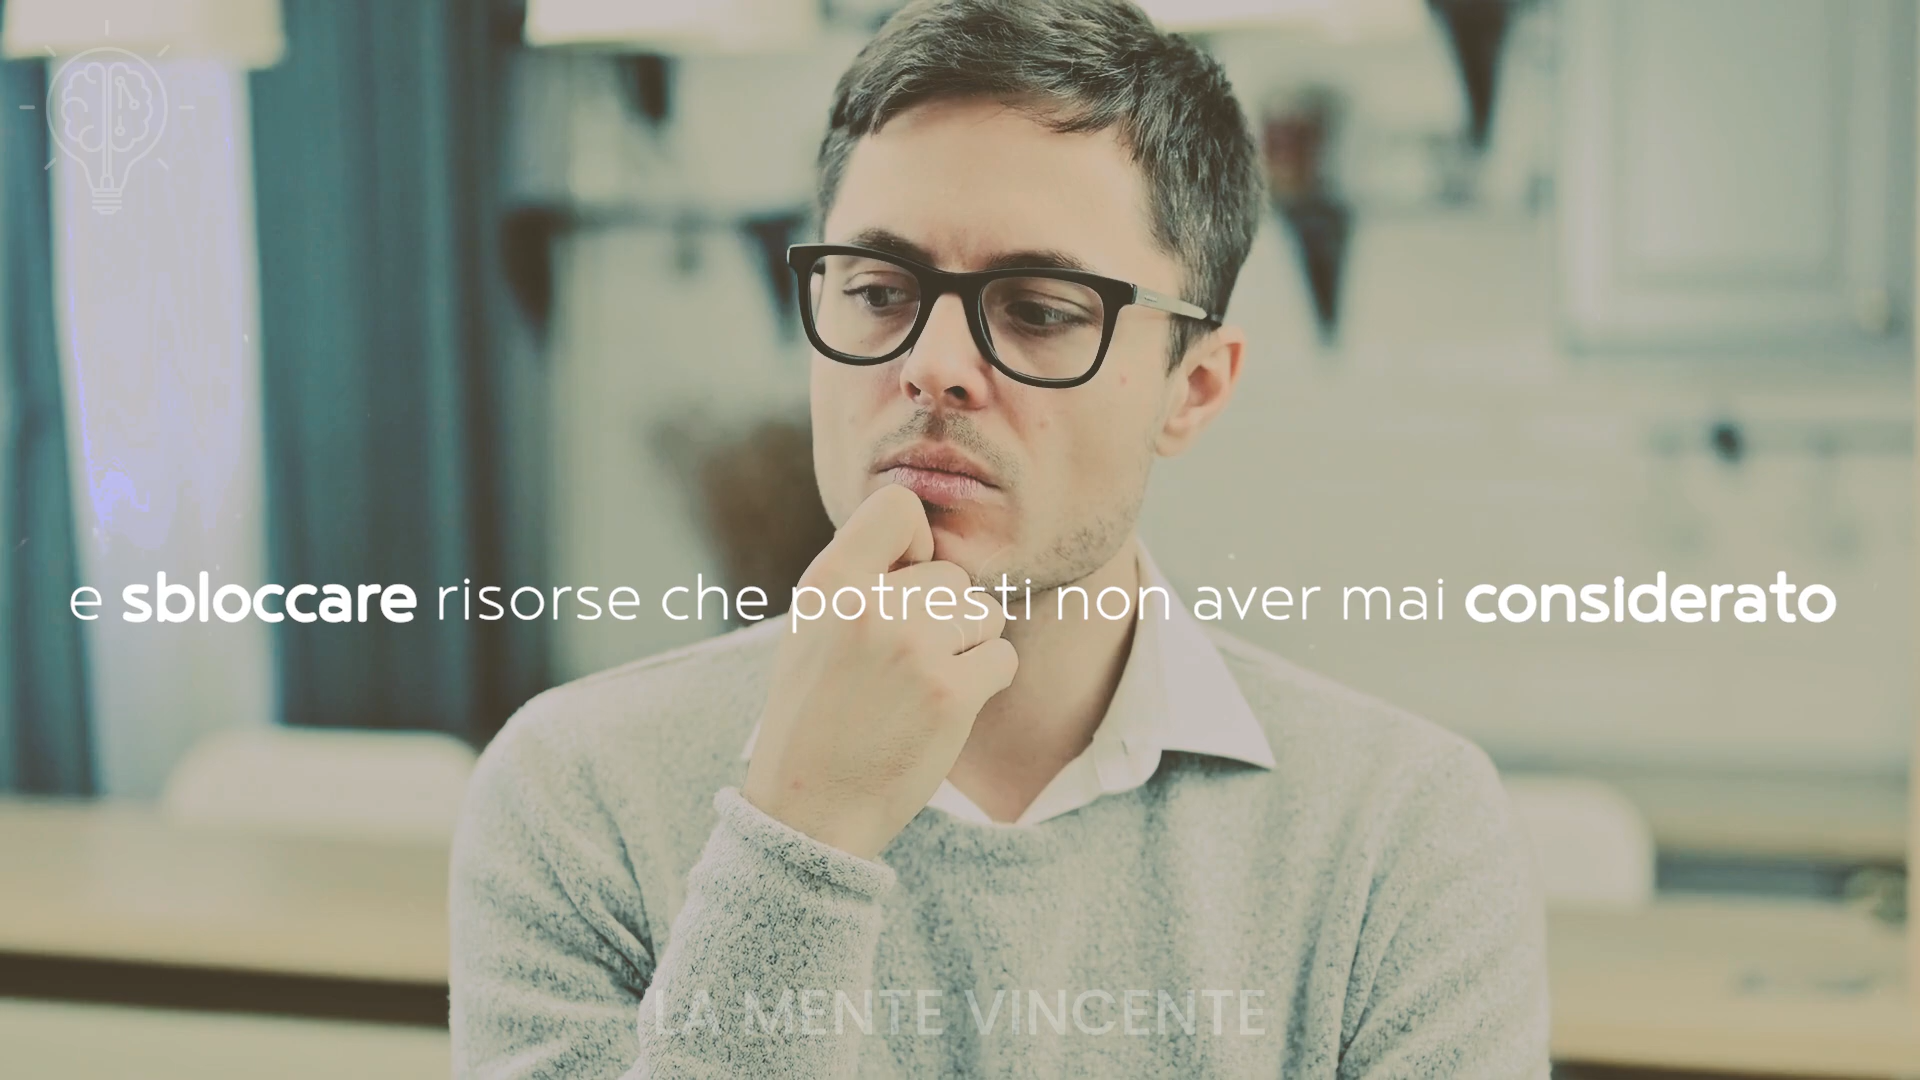 e sbloccare risorse che potresti non aver mai considerato
LA MENTE VINCENTE